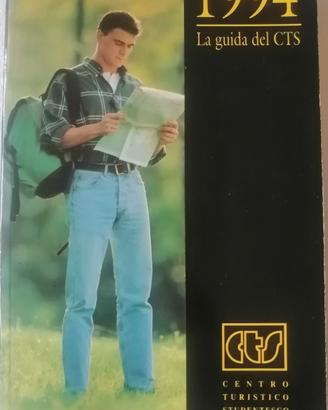 1994
La guida del CTS
cts
CENTRO
TURISTICO
STUDENTESCO